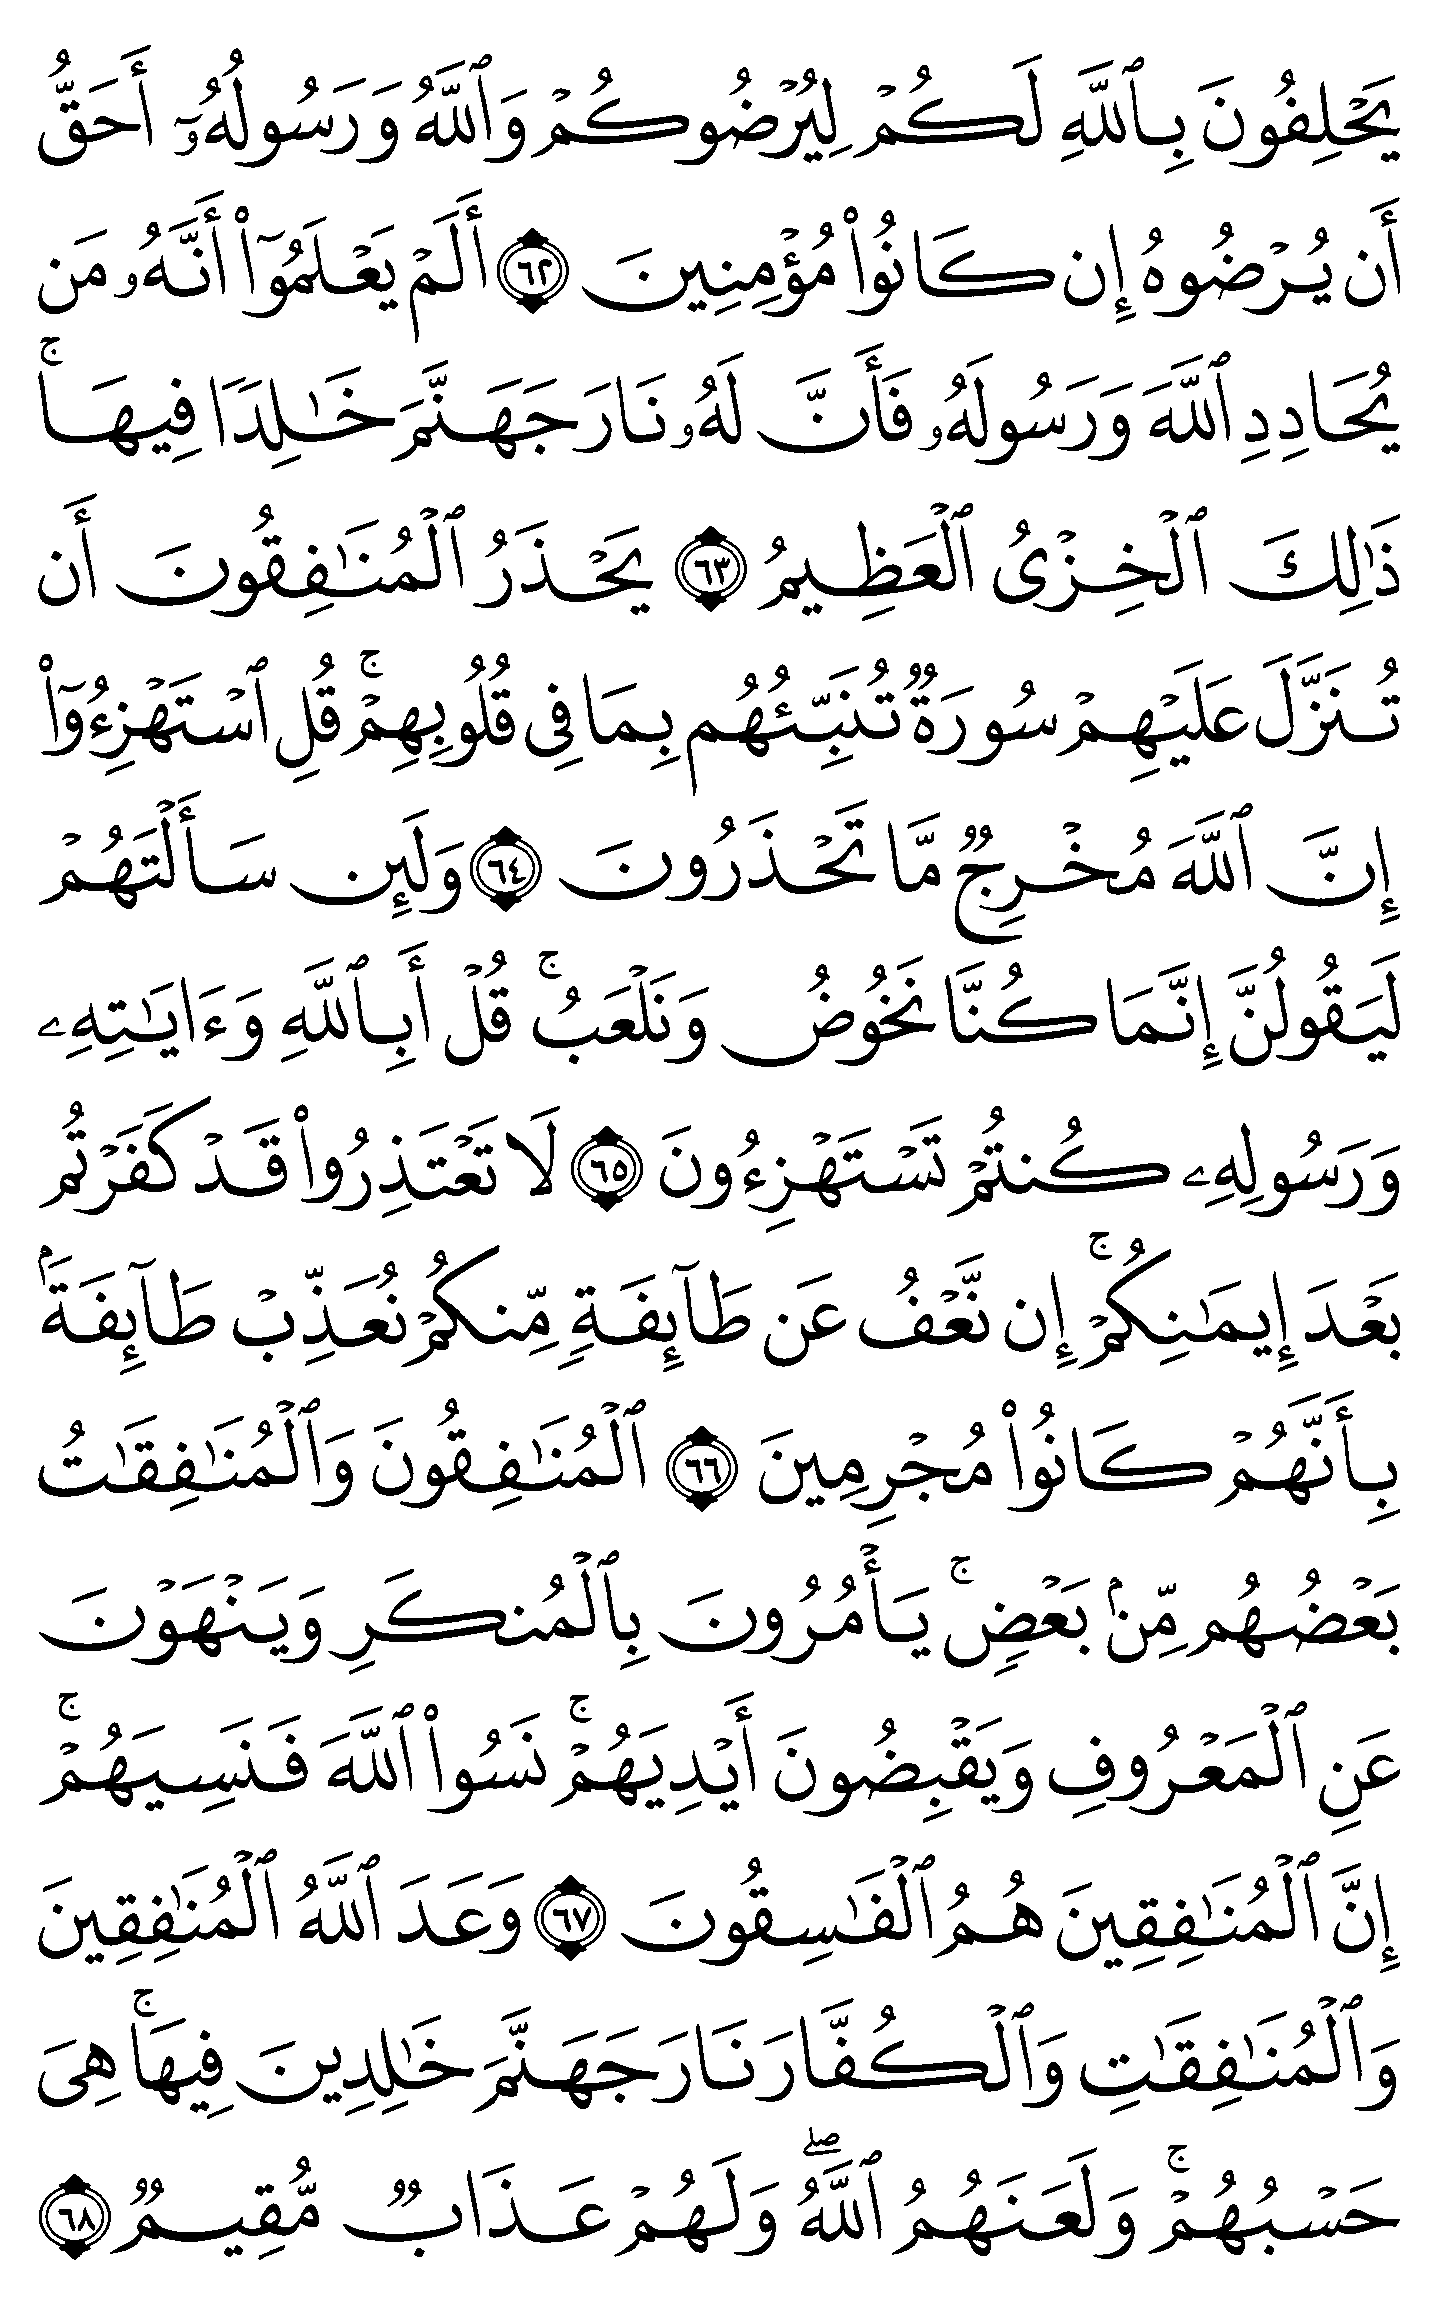 يَحۡلِفُونَ بِٱللَّهِ لَكُمۡ لِيُرۡضُوكُمۡ وَٱللَّهُ وَرَسُولُهُۥٓ أَحَقُّ
أَن يُرۡضُوهُ إِن كَانُواْ مُؤۡمِنِينَ ٦٢ أَلَمۡ يَعۡلَمُوٓاْ أَنَّهُۥ مَن
يُحَادِدِ ٱللَّهَ وَرَسُولَهُۥ فَأَنَّ لَهُۥ نَارَ جَهَنَّمَ خَٰلِدٗا فِيهَاۚ
ذَٰلِكَ ٱلۡخِزۡيُ ٱلۡعَظِيمُ ٦٣ يَحۡذَرُ ٱلۡمُنَٰفِقُونَ أَن
تُنَزَّلَ عَلَيۡهِمۡ سُورَةٞ تُنَبِّئُهُم بِمَا فِي قُلُوبِهِمۡۚ قُلِ ٱسۡتَهۡزِءُوٓاْ
إِنَّ ٱللَّهَ مُخۡرِجٞ مَّا تَحۡذَرُونَ ٦٤ وَلَئِن سَأَلۡتَهُمۡ
لَيَقُولُنَّ إِنَّمَا كُنَّا نَخُوضُ وَنَلۡعَبُۚ قُلۡ أَبِٱللَّهِ وَءَايَٰتِهِۦ
وَرَسُولِهِۦ كُنتُمۡ تَسۡتَهۡزِءُونَ ٦٥ لَا تَعۡتَذِرُواْ قَدۡ كَفَرۡتُم
بَعۡدَ إِيمَٰنِكُمۡۚ إِن نَّعۡفُ عَن طَآئِفَةٖ مِّنكُمۡ نُعَذِّبۡ طَآئِفَةَۢ
بِأَنَّهُمۡ كَانُواْ مُجۡرِمِينَ ٦٦ ٱلۡمُنَٰفِقُونَ وَٱلۡمُنَٰفِقَٰتُ
بَعۡضُهُم مِّنۢ بَعۡضٖۚ يَأۡمُرُونَ بِٱلۡمُنكَرِ وَيَنۡهَوۡنَ
عَنِ ٱلۡمَعۡرُوفِ وَيَقۡبِضُونَ أَيۡدِيَهُمۡۚ نَسُواْ ٱللَّهَ فَنَسِيَهُمۡۚ
إِنَّ ٱلۡمُنَٰفِقِينَ هُمُ ٱلۡفَٰسِقُونَ ٦٧ وَعَدَ ٱللَّهُ ٱلۡمُنَٰفِقِينَ
وَٱلۡمُنَٰفِقَٰتِ وَٱلۡكُفَّارَ نَارَ جَهَنَّمَ خَٰلِدِينَ فِيهَاۚ هِيَ
حَسۡبُهُمۡۚ وَلَعَنَهُمُ ٱللَّهُۖ وَلَهُمۡ عَذَابٞ مُّقِيمٞ ٦٨